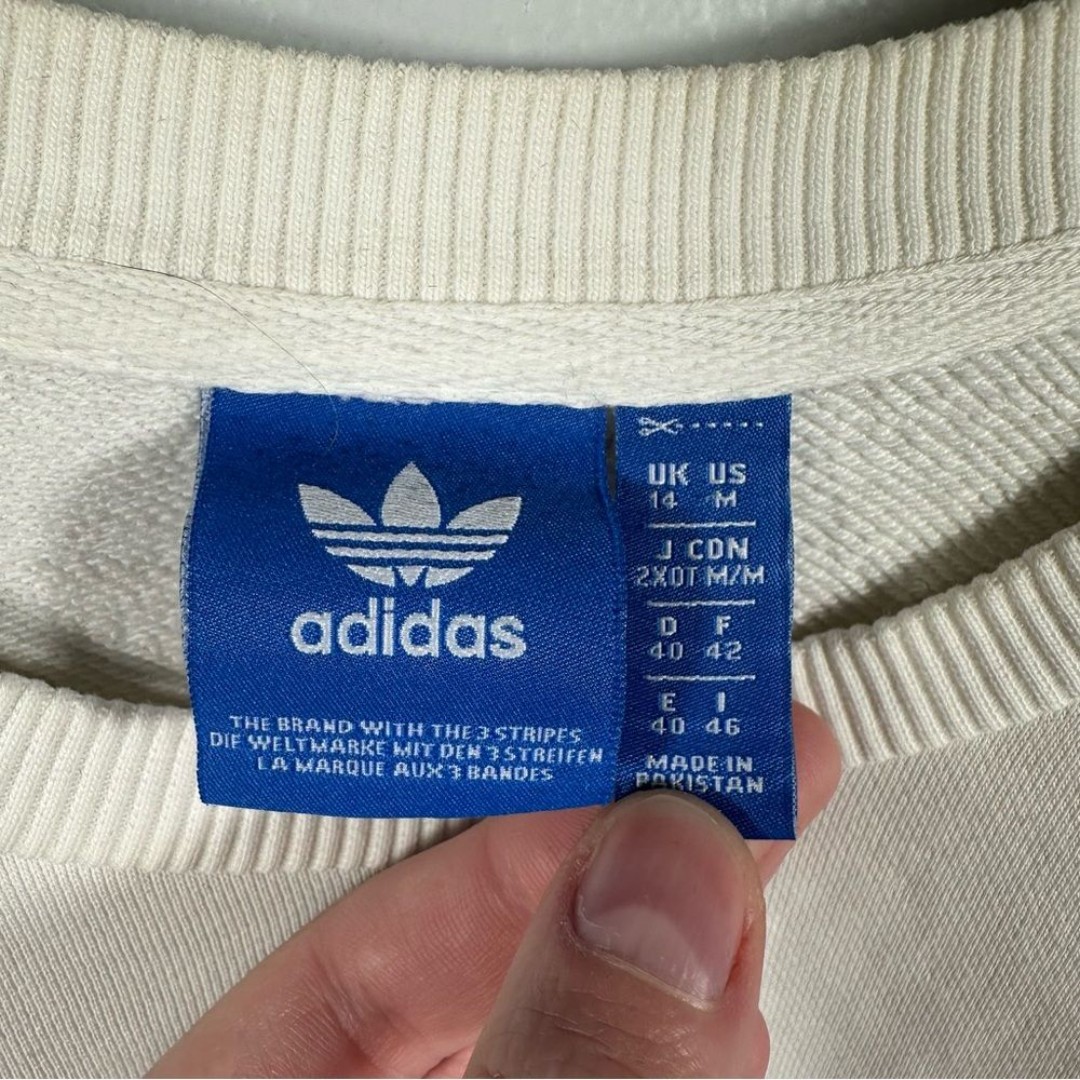 adidas
THE BRAND WITH THE 3 STRIPES
DIE WELTMARKE MIT DEN 3 STREIFEN
LA MARQUE AUX 3 BANDES
UK US
14 M
J CDN
2XOT M/M
D F
40 42
E I
40 46
MADE IN
PAKISTAN